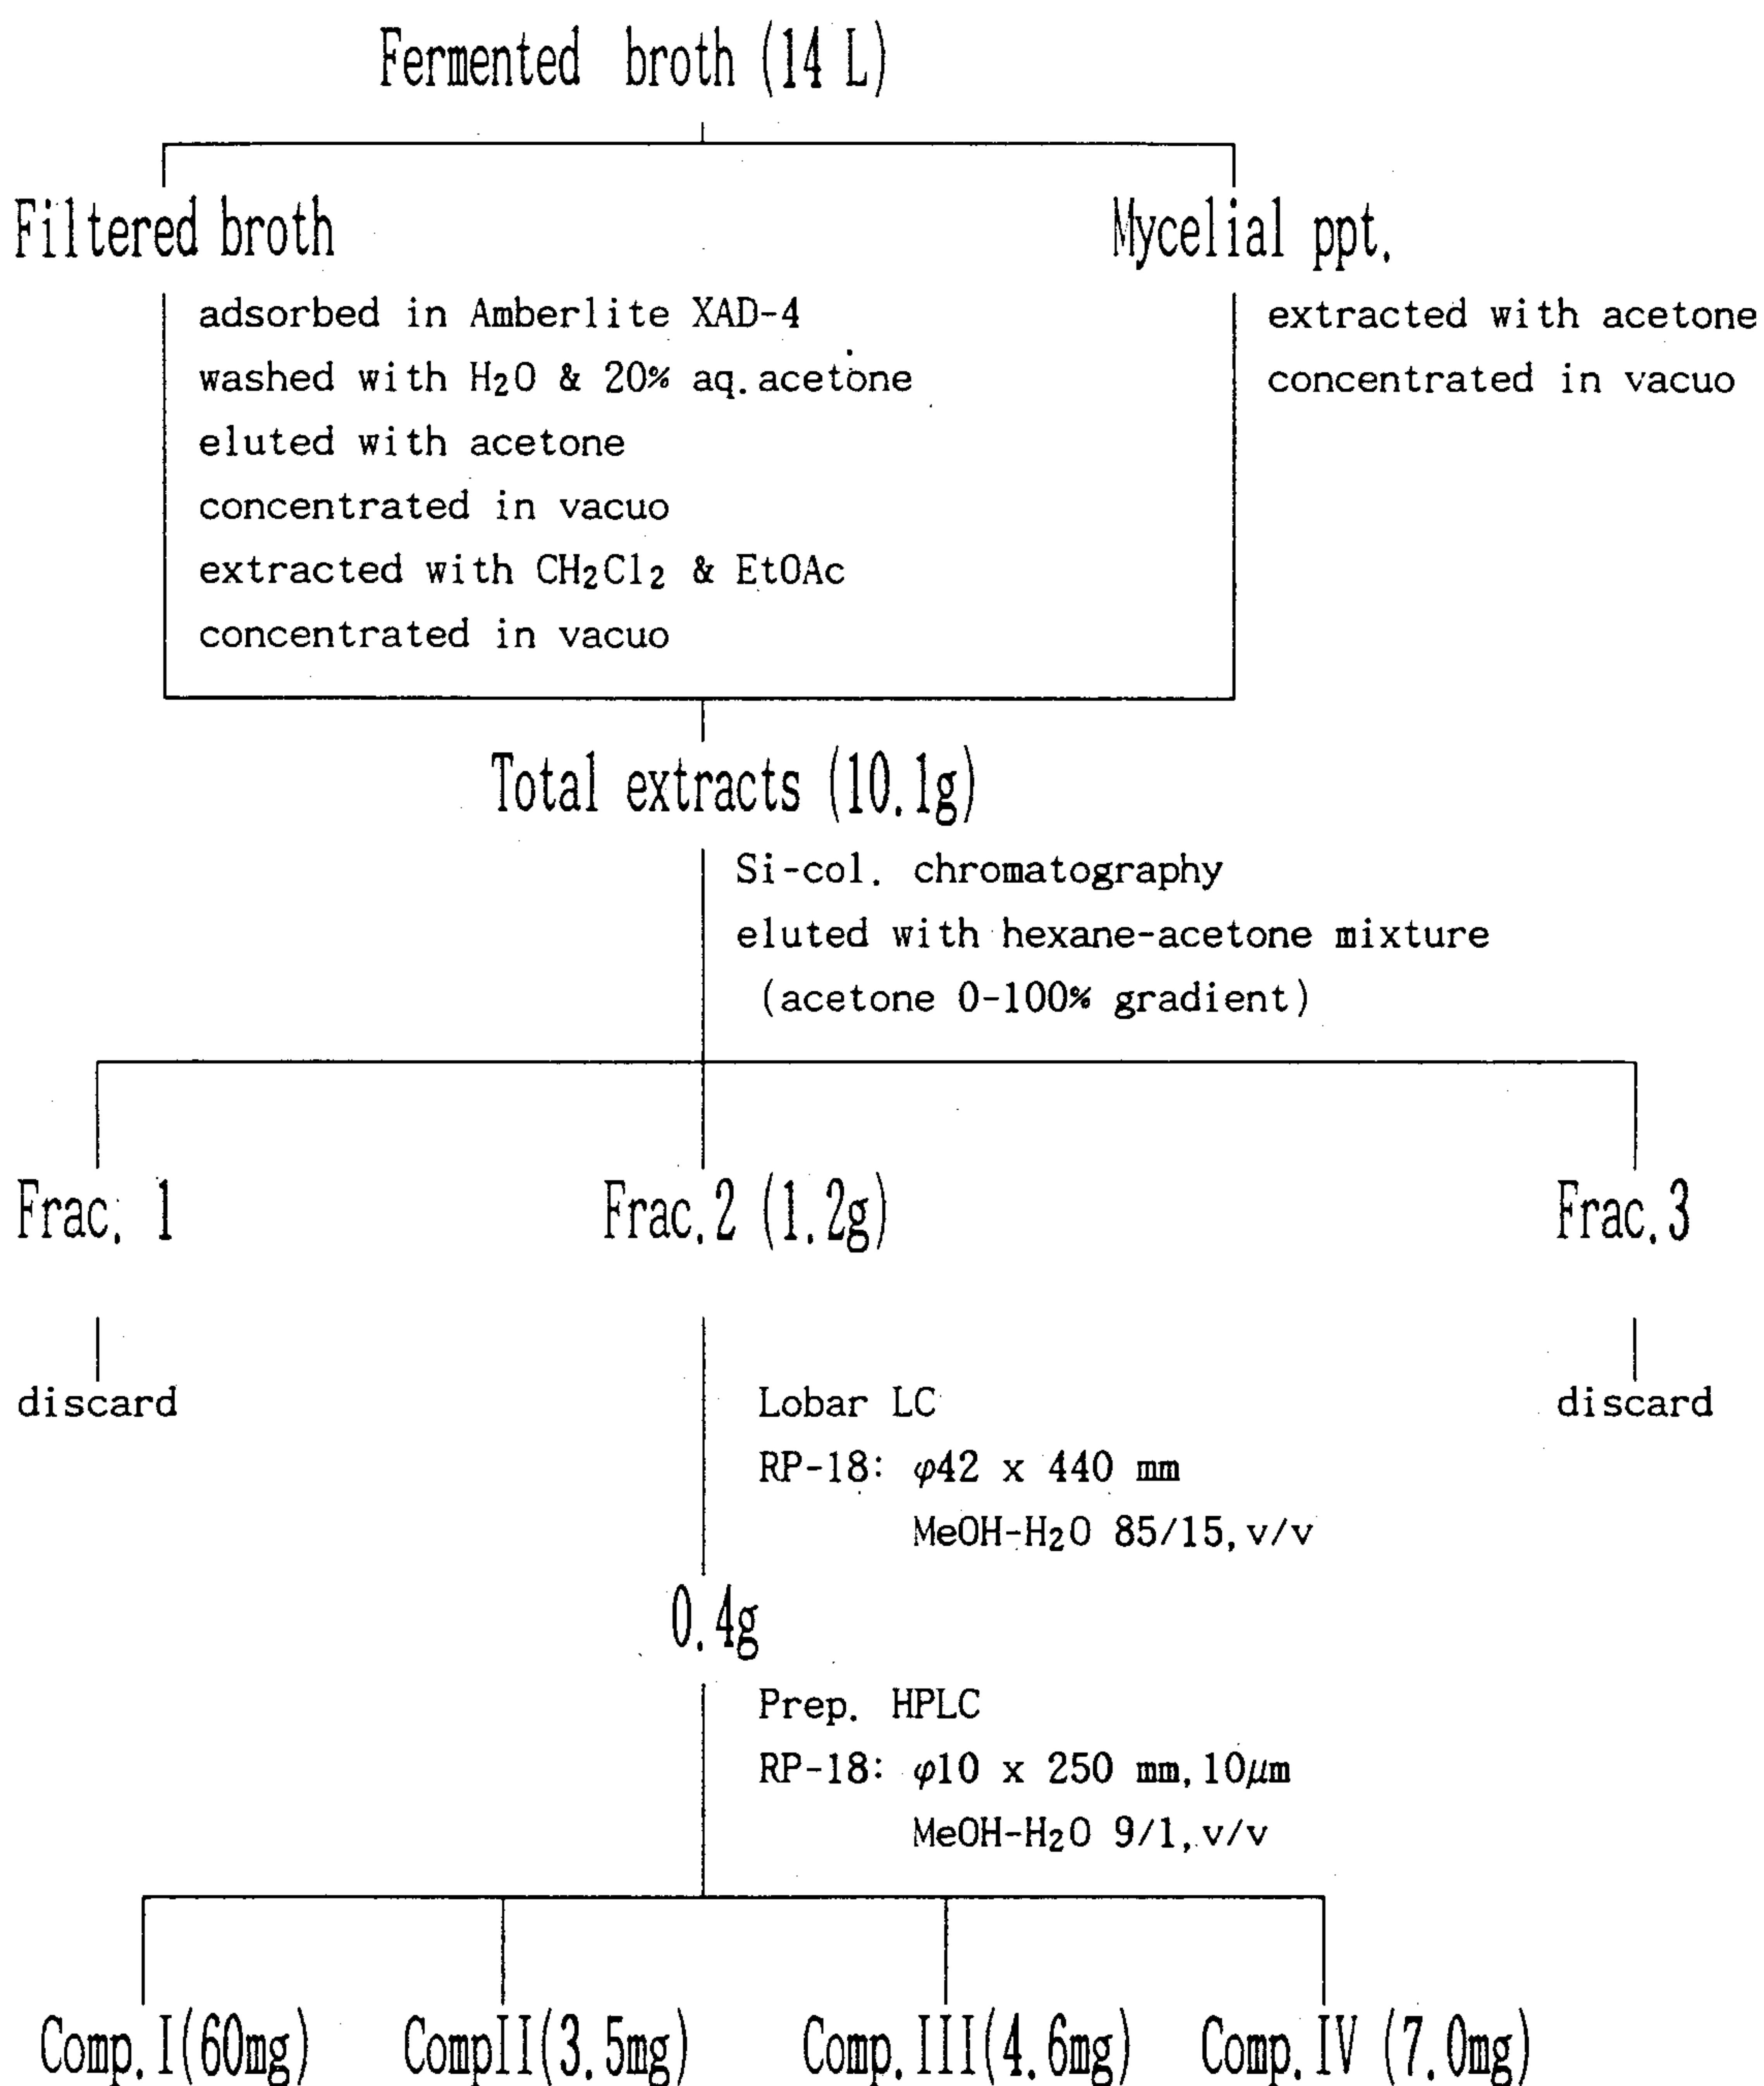 Fermented broth (14 L)
Filtered broth
Mycelial ppt.
adsorbed in Amberlite XAD-4
washed with H₂O & 20% aq. acetone
eluted with acetone
concentrated in vacuo
extracted with CH₂Cl₂ & EtOAc
concentrated in vacuo
extracted with acetone
concentrated in vacuo
Total extracts (10.1g)
Si-col. chromatography
eluted with hexane-acetone mixture
(acetone 0-100% gradient)
Frac. 1
Frac.2 (1.2g)
Frac.3
discard
Lobar LC
RP-18: φ42 x 440 mm
MeOH-H₂O 85/15, v/v
discard
0.4g
Prep. HPLC
RP-18: φ10 x 250 mm, 10μm
MeOH-H₂O 9/1, v/v
Comp. I(60mg)
CompII(3.5mg)
Comp. III(4.6mg)
Comp. IV (7.0mg)